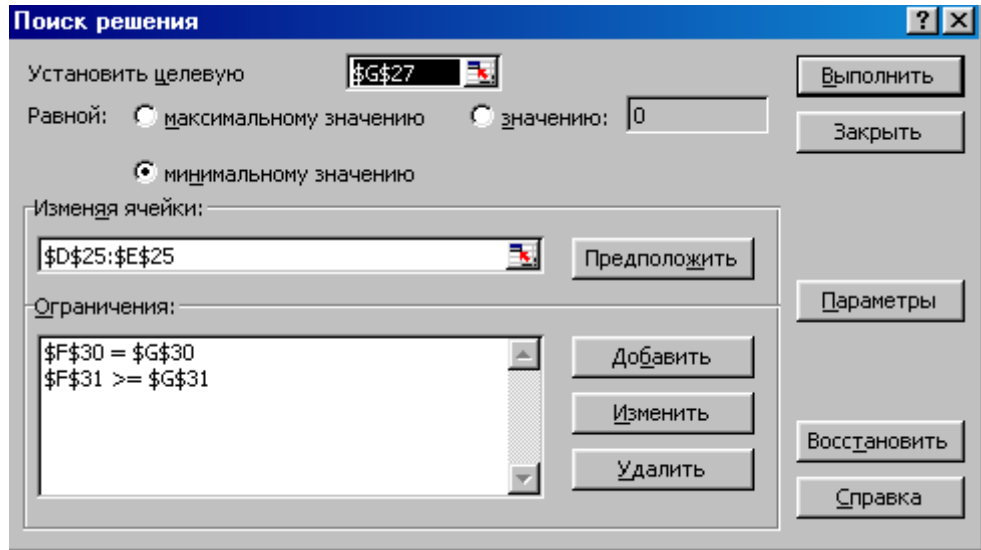 Поиск решения
Установить целевую $G$27
Выполнить
Равной: максимальному значению значению: 0
Закрыть
минимальному значению
Изменяя ячейки:
$D$25:$E$25 Предположить
Параметры
Ограничения:
$F$30 = $G$30 Добавить
$F$31 >= $G$31
Изменить
Восстановить
Удалить
Справка